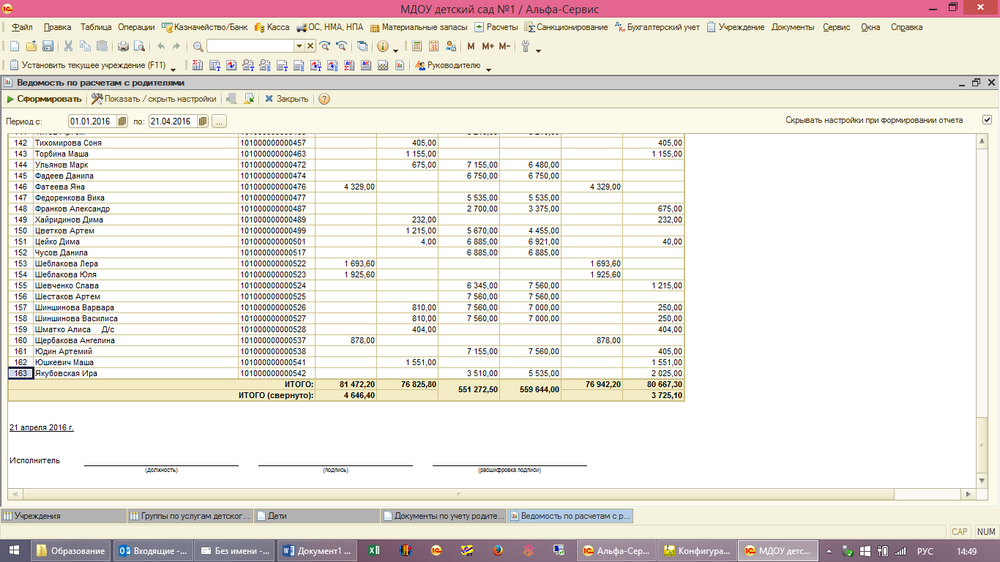 МДОУ детский сад №1 / Альфа-Сервис
Файл Правка Таблица Операции Казначейство/Банк Касса ОС, НМА, НПА Материальные запасы Расчеты Санкционирование Бухгалтерский учет Учреждение Документы Сервис Окна Справка
M M+ M-
Установить текущее учреждение (F11) Руководителю
Ведомость по расчетам с родителями
Сформировать Показать / скрыть настройки Закрыть
Период с: 01.01.2016 по: 21.04.2016 ... Скрывать настройки при формировании отчета
142 Тихомирова Соня 101000000000457 405,00 405,00
143 Торбина Маша 101000000000463 1 155,00 1 155,00
144 Ульянов Марк 101000000000472 675,00 7 155,00 6 480,00
145 Фадеев Данила 101000000000474 6 750,00 6 750,00
146 Фатеева Яна 101000000000476 4 329,00 4 329,00
147 Федоренкова Вика 101000000000477 5 535,00 5 535,00
148 Франков Александр 101000000000487 2 700,00 3 375,00 675,00
149 Хайридинов Дима 101000000000489 232,00 232,00
150 Цветков Артем 101000000000499 1 215,00 5 670,00 4 455,00
151 Цейко Дима 101000000000501 4,00 6 885,00 6 921,00 40,00
152 Чусов Данила 101000000000517 6 885,00 6 885,00
153 Шеблакова Лера 101000000000522 1 693,60 1 693,60
154 Шеблакова Юля 101000000000523 1 925,60 1 925,60
155 Шевченко Слава 101000000000524 6 345,00 7 560,00 1 215,00
156 Шестаков Артем 101000000000525 7 560,00 7 560,00
157 Шиншинова Варвара 101000000000526 810,00 7 560,00 7 000,00 250,00
158 Шиншинова Василиса 101000000000527 810,00 7 560,00 7 000,00 250,00
159 Шматко Алиса Д/с 101000000000528 404,00 404,00
160 Щербакова Ангелина 101000000000537 878,00 878,00
161 Юдин Артемий 101000000000538 7 155,00 7 560,00 405,00
162 Юшкевич Маша 101000000000541 1 551,00 1 551,00
163 Якубовская Ира 101000000000542 3 510,00 5 535,00 2 025,00
ИТОГО: 81 472,20 76 825,80 551 272,50 559 644,00 76 942,20 80 667,30
ИТОГО (свернуто): 4 646,40 3 725,10
21 апреля 2016 г.
Исполнитель
(должность) (подпись) (расшифровка подписи)
Учреждения Группы по услугам детског... Дети Документы по учету родите... Ведомость по расчетам с р...
CAP NUM
Образование Входящие -... Без имени -... Документ1 ... Альфа-Сер... Конфигура... МДОУ детс... РУС 14:49